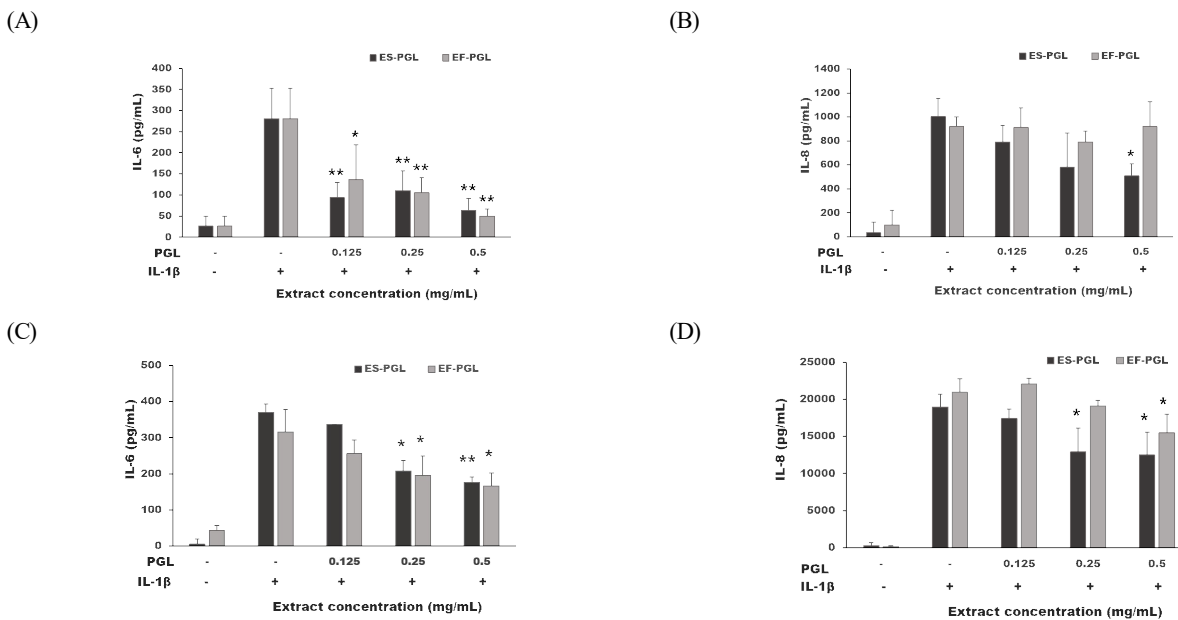 (A)
ES-PGL EF-PGL
IL-6 (pg/mL)
400
350
300
250
200
150
100
50
0
** * ** ** ** **
PGL - - 0.125 0.25 0.5
IL-1β - + + + +
Extract concentration (mg/mL)
(B)
ES-PGL EF-PGL
IL-8 (pg/mL)
1400
1200
1000
800
600
400
200
0
*
PGL - - 0.125 0.25 0.5
IL-1β - + + + +
Extract concentration (mg/mL)
(C)
ES-PGL EF-PGL
IL-6 (pg/mL)
500
400
300
200
100
0
* * ** *
PGL - - 0.125 0.25 0.5
IL-1β - + + + +
Extract concentration (mg/mL)
(D)
ES-PGL EF-PGL
IL-8 (pg/mL)
25000
20000
15000
10000
5000
0
* * *
PGL - - 0.125 0.25 0.5
IL-1β - + + + +
Extract concentration (mg/mL)